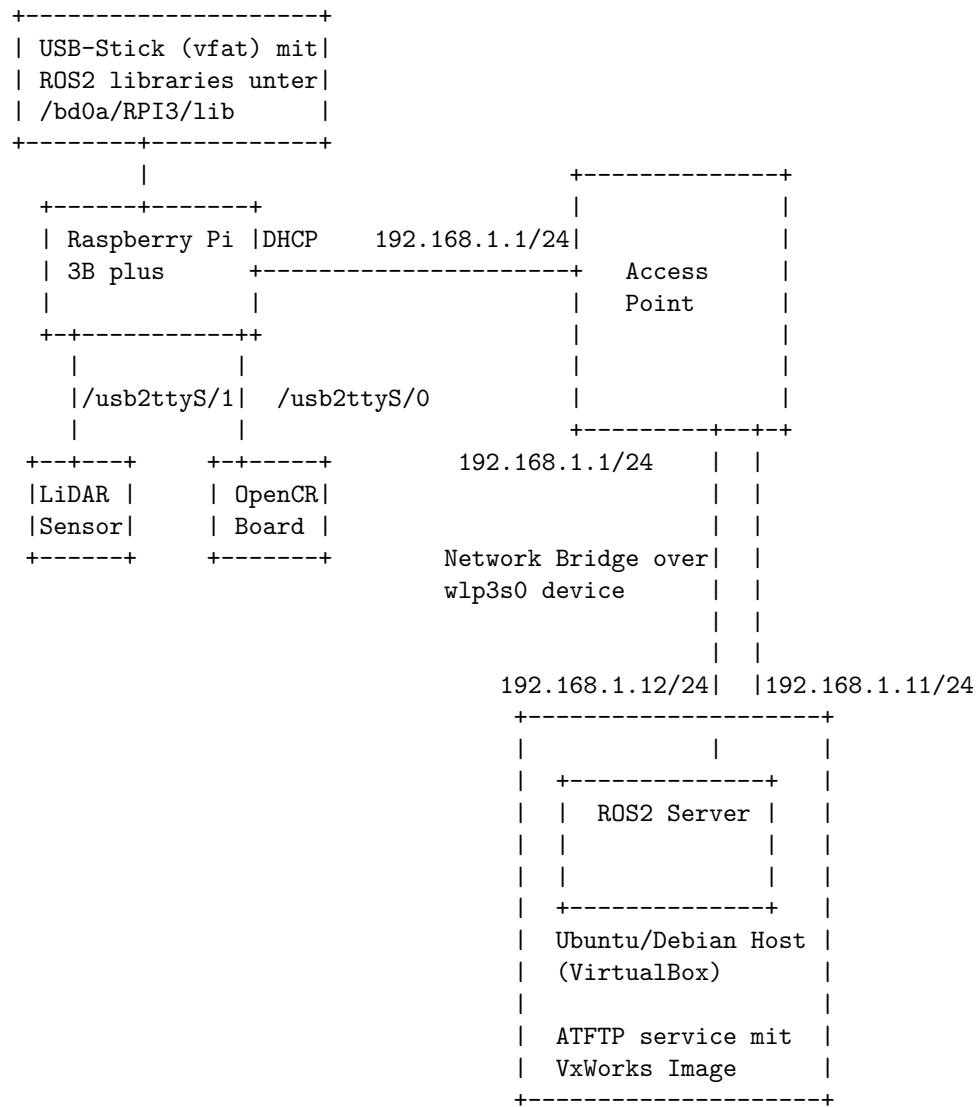 USB-Stick (vfat) mit
ROS2 libraries unter
/bd0a/RPI3/lib
Raspberry Pi
3B plus
DHCP
192.168.1.1/24
Access
Point
/usb2ttyS/1
/usb2ttyS/0
LiDAR
Sensor
OpenCR
Board
192.168.1.1/24
Network Bridge over
wlp3s0 device
192.168.1.12/24
192.168.1.11/24
ROS2 Server
Ubuntu/Debian Host
(VirtualBox)
ATFTP service mit
VxWorks Image